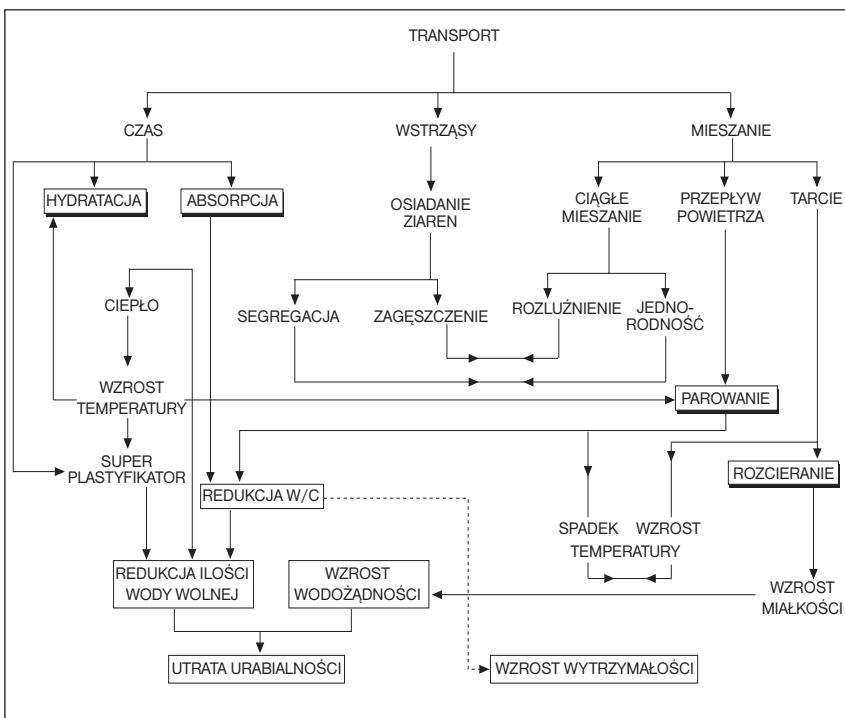 TRANSPORT
CZAS
WSTRZĄSY
MIESZANIE
HYDRATACJA
ABSORPCJA
OSIADANIE
ZIAREN
CIĄGŁE
MIESZANIE
PRZEPŁYW
POWIETRZA
TARCIE
CIEPŁO
SEGREGACJA
ZAGĘSZCZENIE
ROZLUŹNIENIE
JEDNO-
RODNOŚĆ
WZROST
TEMPERATURY
PAROWANIE
SUPER
PLASTYFIKATOR
REDUKCJA W/C
ROZCIERANIE
SPADEK WZROST
TEMPERATURY
REDUKCJA ILOŚCI
WODY WOLNEJ
WZROST
WODOŻĄDNOŚCI
WZROST
MIAŁKOŚCI
UTRATA URABIALNOŚCI
WZROST WYTRZYMAŁOŚCI